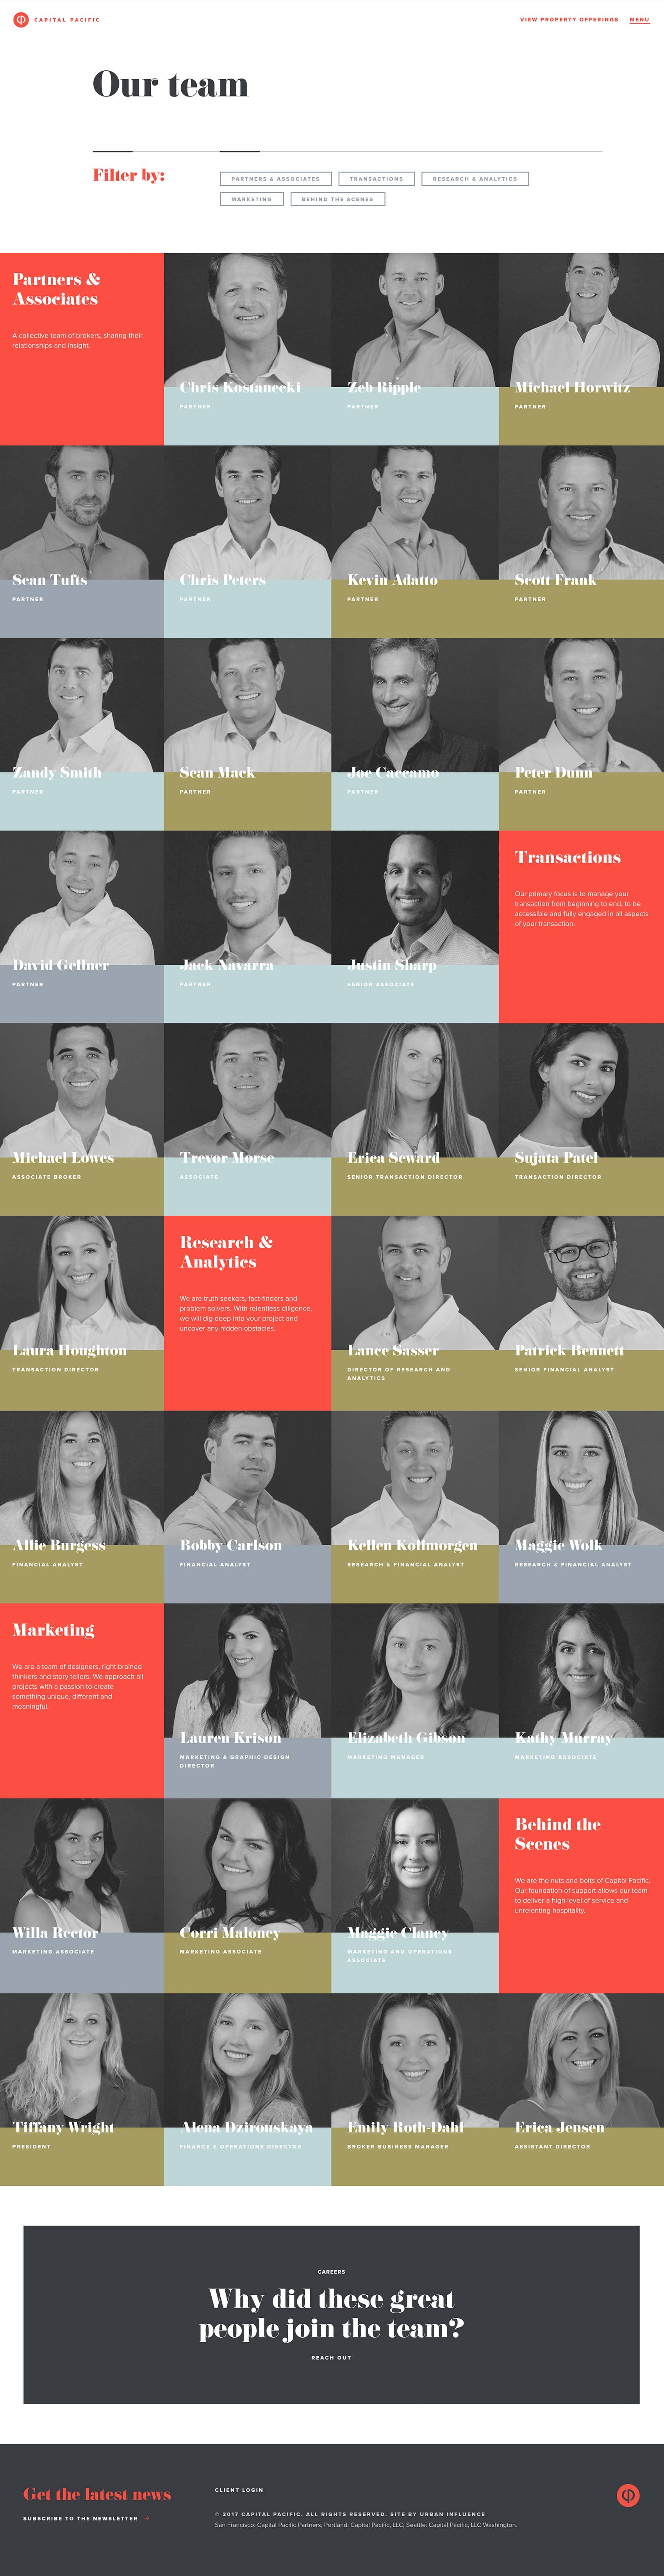 CAPITAL PACIFIC
VIEW PROPERTY OFFERINGS MENU
Our team
Filter by:
PARTNERS & ASSOCIATES TRANSACTIONS RESEARCH & ANALYTICS
MARKETING BEHIND THE SCENES
Partners &
Associates
A collective team of brokers, sharing their
relationships and insight.
Chris Kostanecki
PARTNER
Zeb Ripple
PARTNER
Michael Horwitz
PARTNER
Sean Tufts
PARTNER
Chris Peters
PARTNER
Kevin Adatto
PARTNER
Scott Frank
PARTNER
Zandy Smith
PARTNER
Sean Mack
PARTNER
Joe Caccamo
PARTNER
Peter Dunn
PARTNER
David Gellner
PARTNER
Jack Navarra
PARTNER
Justin Sharp
SENIOR ASSOCIATE
Transactions
Our primary focus is to manage your
transaction from beginning to end, to be
accessible and fully engaged in all aspects
of your transaction.
Michael Lowes
ASSOCIATE BROKER
Trevor Morse
ASSOCIATE
Erica Seward
SENIOR TRANSACTION DIRECTOR
Sujata Patel
TRANSACTION DIRECTOR
Laura Houghton
TRANSACTION DIRECTOR
Research &
Analytics
We are truth seekers, fact-finders and
problem solvers. With relentless diligence,
we will dig deep into your project and
uncover any hidden obstacles.
Lance Sasser
DIRECTOR OF RESEARCH AND
ANALYTICS
Patrick Bennett
SENIOR FINANCIAL ANALYST
Allie Burgess
FINANCIAL ANALYST
Bobby Carlson
FINANCIAL ANALYST
Kellen Kollmorgen
RESEARCH & FINANCIAL ANALYST
Maggie Wolk
RESEARCH & FINANCIAL ANALYST
Marketing
We are a team of designers, right brained
thinkers and story tellers. We approach all
projects with a passion to create
something unique, different and
meaningful.
Lauren Krison
MARKETING & GRAPHIC DESIGN
DIRECTOR
Elizabeth Gibson
MARKETING MANAGER
Kathy Murray
MARKETING ASSOCIATE
Willa Rector
MARKETING ASSOCIATE
Corri Maloney
MARKETING ASSOCIATE
Maggie Clancy
MARKETING AND OPERATIONS
ASSOCIATE
Behind the
Scenes
We are the nuts and bolts of Capital Pacific.
Our foundation of support allows our team
to deliver a high level of service and
unrelenting hospitality.
Tiffany Wright
PRESIDENT
Alena Dzirouskaya
FINANCE & OPERATIONS DIRECTOR
Emily Roth-Dahl
BROKER BUSINESS MANAGER
Erica Jensen
ASSISTANT DIRECTOR
CAREERS
Why did these great
people join the team?
REACH OUT
Get the latest news
SUBSCRIBE TO THE NEWSLETTER →
CLIENT LOGIN
© 2017 CAPITAL PACIFIC. ALL RIGHTS RESERVED. SITE BY URBAN INFLUENCE
San Francisco: Capital Pacific Partners; Portland: Capital Pacific, LLC; Seattle: Capital Pacific, LLC Washington.